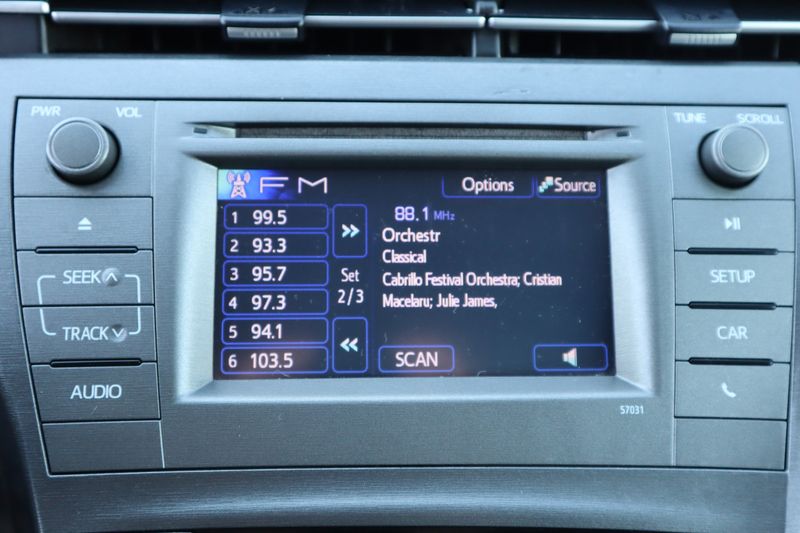 PWR VOL
TUNE SCROLL
FM
Options
Source
1 99.5
2 93.3
3 95.7
4 97.3
5 94.1
6 103.5
>>
Set
2/3
<<
88.1 MHz
Orchestr
Classical
Cabrillo Festival Orchestra; Cristian
Macelaru; Julie James,
SCAN
SEEK
TRACK
AUDIO
SETUP
CAR
57031